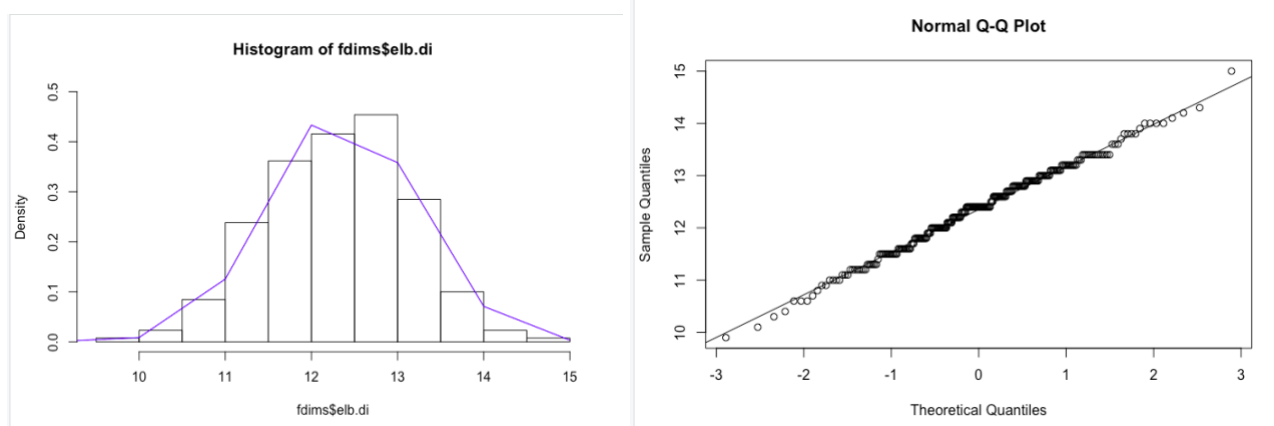 Histogram of fdims$elb.di
Density
0.0
0.1
0.2
0.3
0.4
0.5
10 11 12 13 14 15
fdims$elb.di
Normal Q-Q Plot
Sample Quantiles
10
11
12
13
14
15
-3 -2 -1 0 1 2 3
Theoretical Quantiles